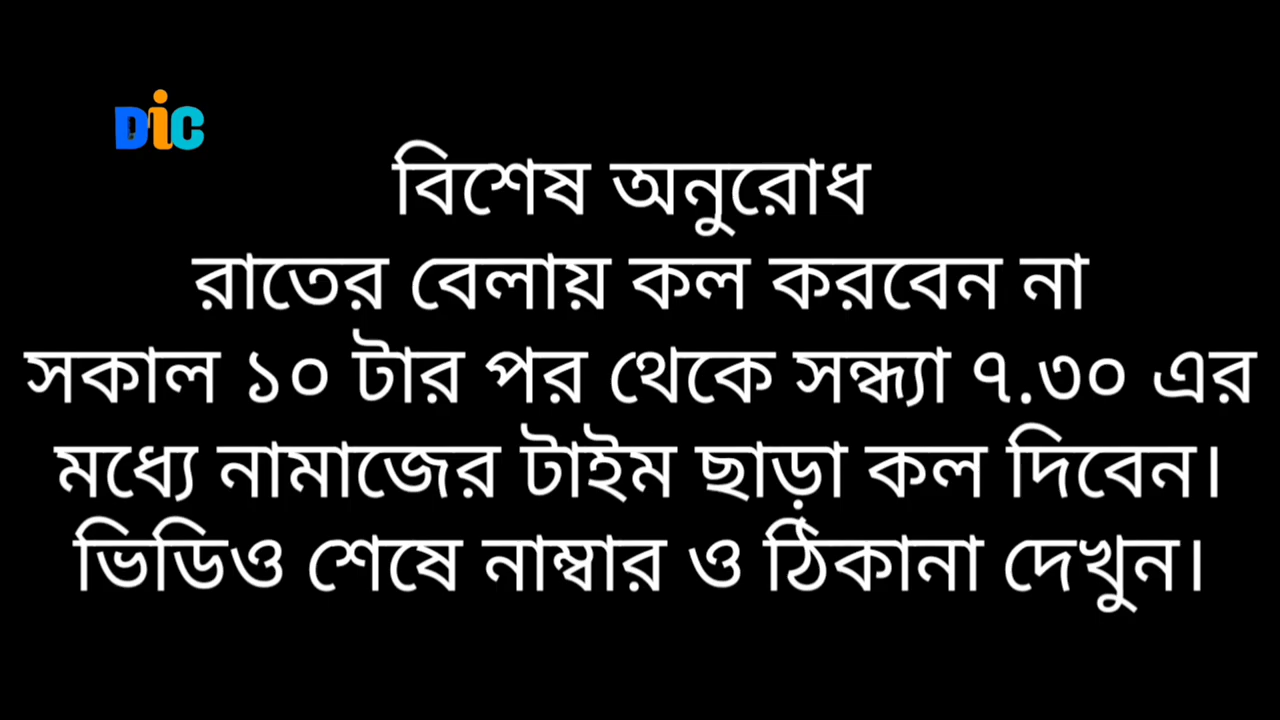 DiC
বিশেষ অনুরোধ
রাতের বেলায় কল করবেন না
সকাল ১০ টার পর থেকে সন্ধ্যা ৭.৩০ এর
মধ্যে নামাজের টাইম ছাড়া কল দিবেন।
ভিডিও শেষে নাম্বার ও ঠিকানা দেখুন।